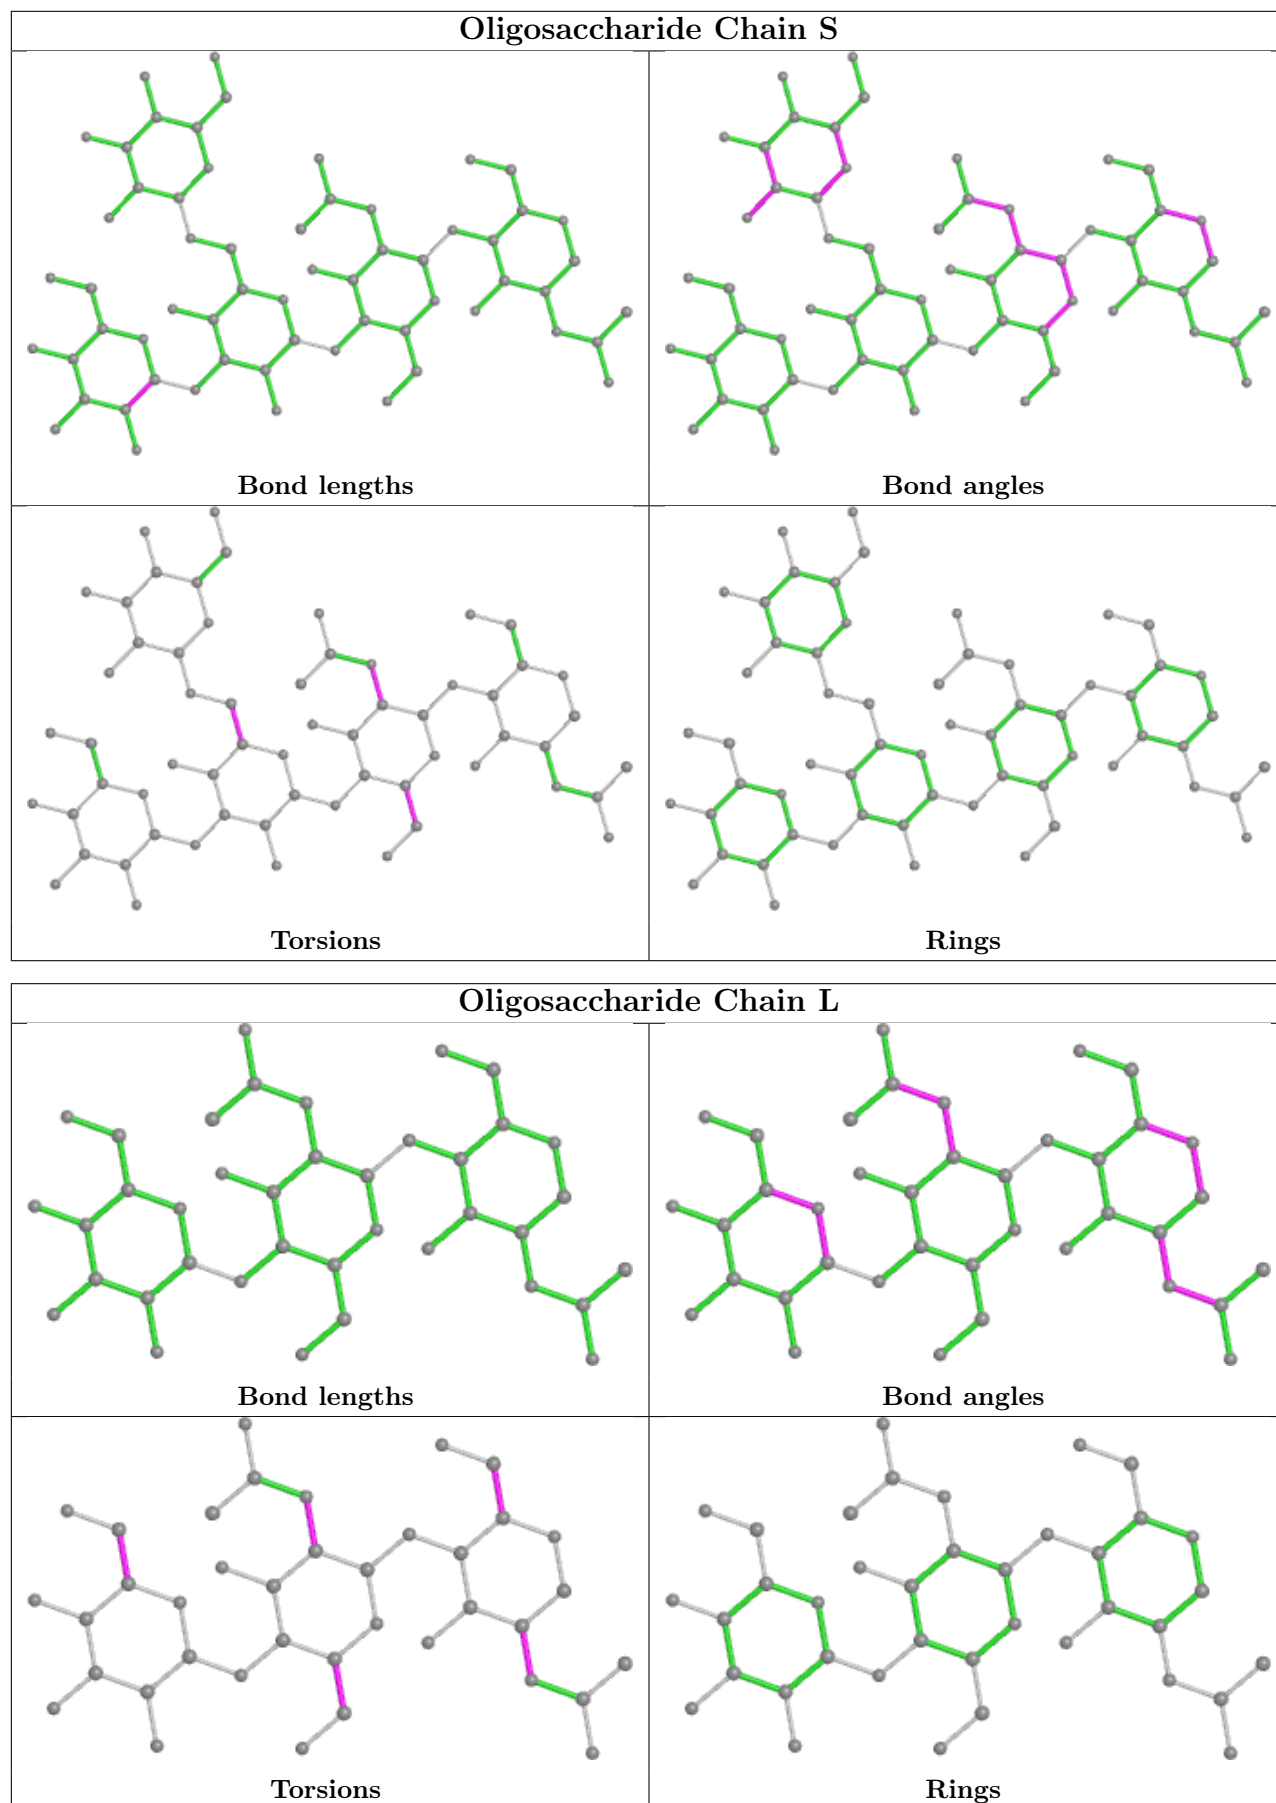 Oligosaccharide Chain S
Bond lengths
Bond angles
Torsions
Rings
Oligosaccharide Chain L
Bond lengths
Bond angles
Torsions
Rings